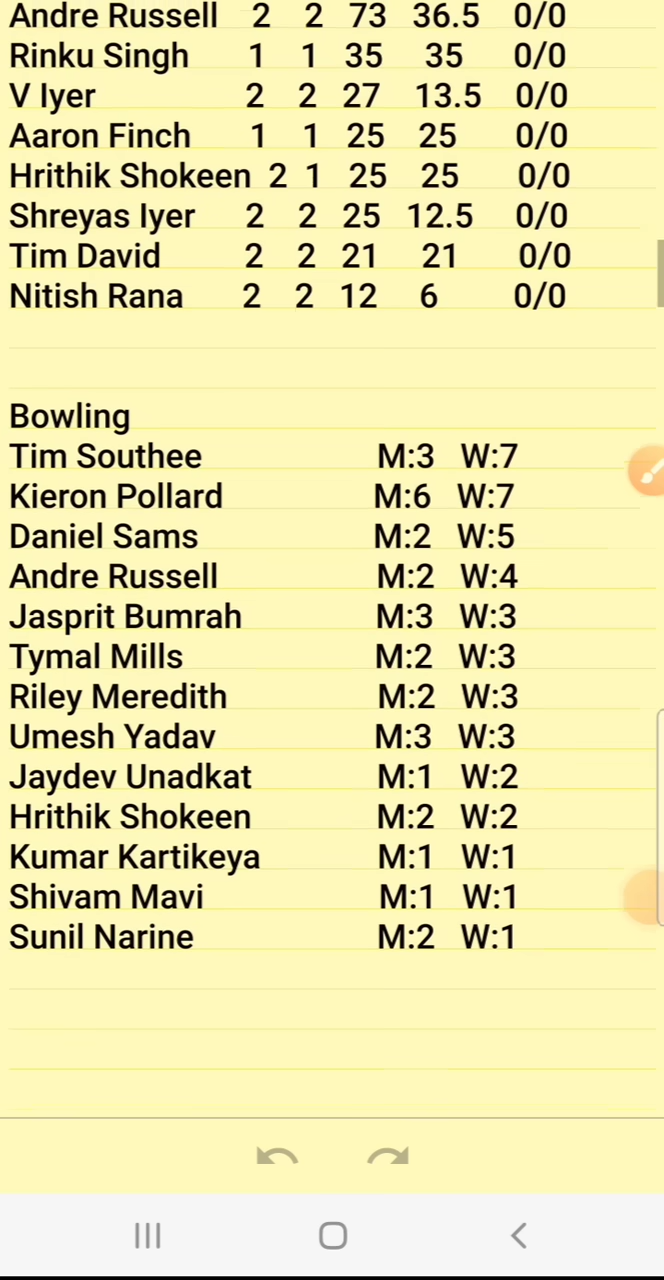 Andre Russell 2 2 73 36.5 0/0
Rinku Singh 1 1 35 35 0/0
V Iyer 2 2 27 13.5 0/0
Aaron Finch 1 1 25 25 0/0
Hrithik Shokeen 2 1 25 25 0/0
Shreyas Iyer 2 2 25 12.5 0/0
Tim David 2 2 21 21 0/0
Nitish Rana 2 2 12 6 0/0
Bowling
Tim Southee M:3 W:7
Kieron Pollard M:6 W:7
Daniel Sams M:2 W:5
Andre Russell M:2 W:4
Jasprit Bumrah M:3 W:3
Tymal Mills M:2 W:3
Riley Meredith M:2 W:3
Umesh Yadav M:3 W:3
Jaydev Unadkat M:1 W:2
Hrithik Shokeen M:2 W:2
Kumar Kartikeya M:1 W:1
Shivam Mavi M:1 W:1
Sunil Narine M:2 W:1